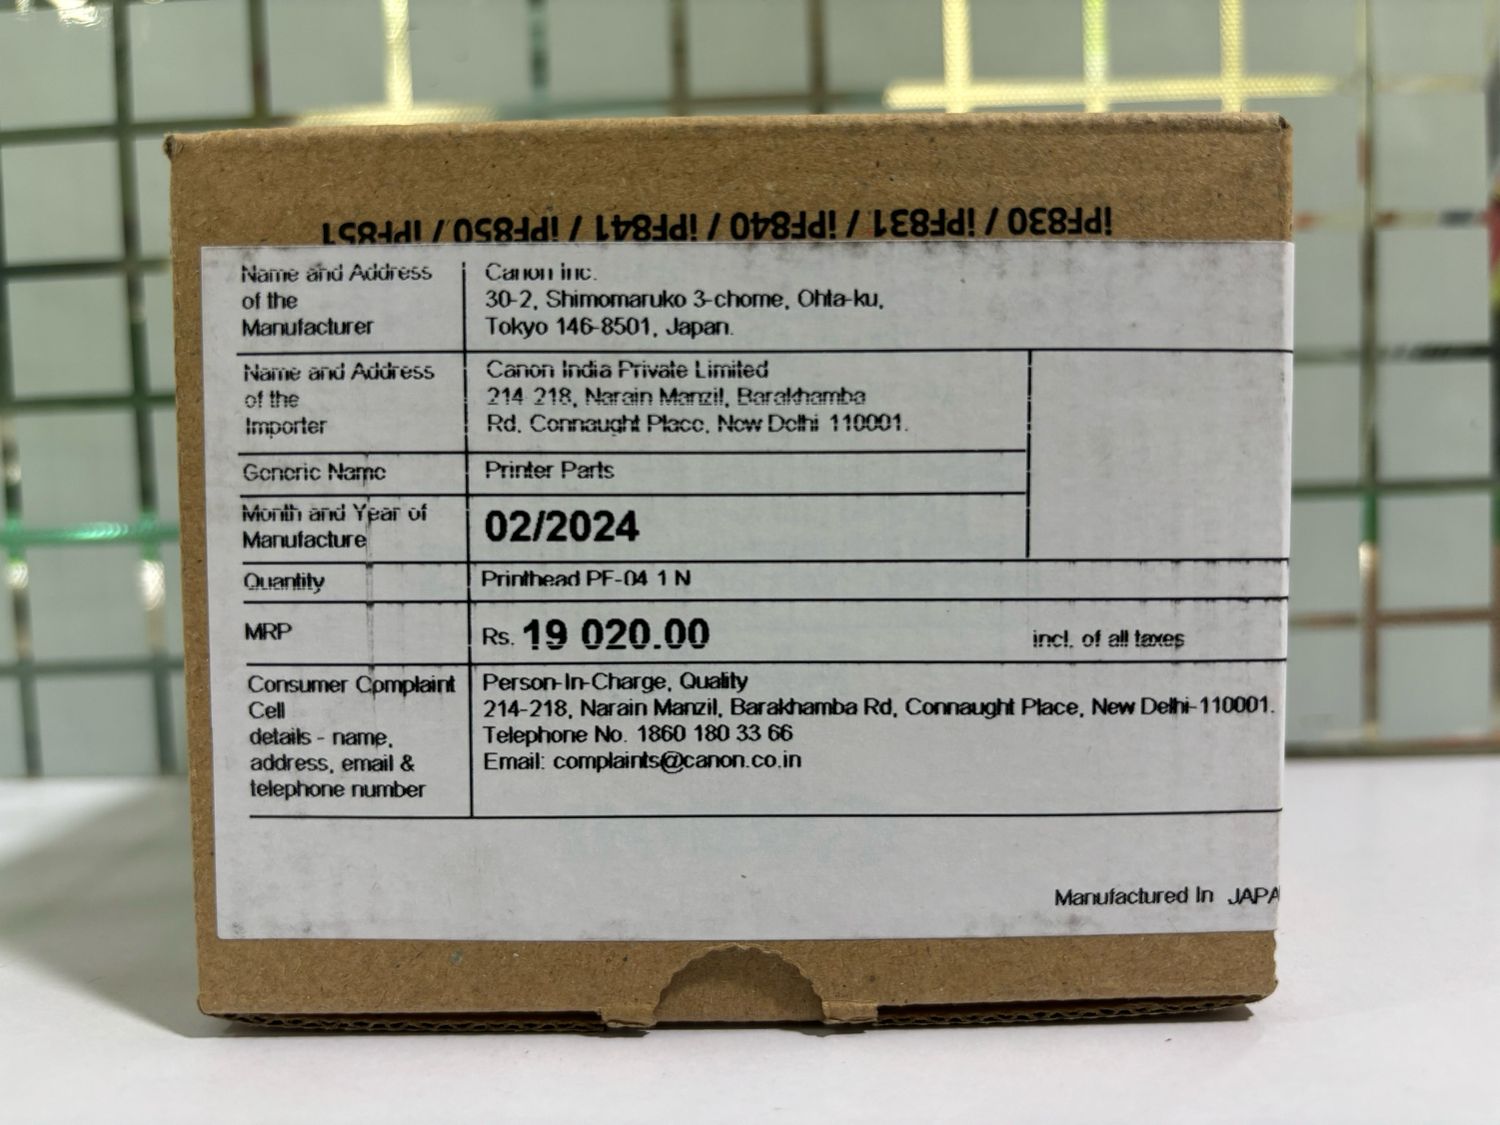 iPF830 / iPF831 / iPF840 / iPF841 / iPF850 / iPF851
Name and Address
of the
Manufacturer
Canon inc.
30-2, Shimomaruko 3-chome, Ohta-ku,
Tokyo 146-8501, Japan.
Name and Address
of the
Importer
Canon India Private Limited
214-218, Narain Manzil, Barakhamba
Rd, Connaught Place, New Delhi 110001.
Generic Name
Printer Parts
Month and Year of
Manufacture
02/2024
Quantity
Printhead PF-04 1 N
MRP
Rs. 19 020.00 incl. of all taxes
Consumer Complaint
Cell
details - name,
address, email &
telephone number
Person-In-Charge, Quality
214-218, Narain Manzil, Barakhamba Rd, Connaught Place, New Delhi-110001.
Telephone No. 1860 180 33 66
Email: complaints@canon.co.in
Manufactured In JAPA